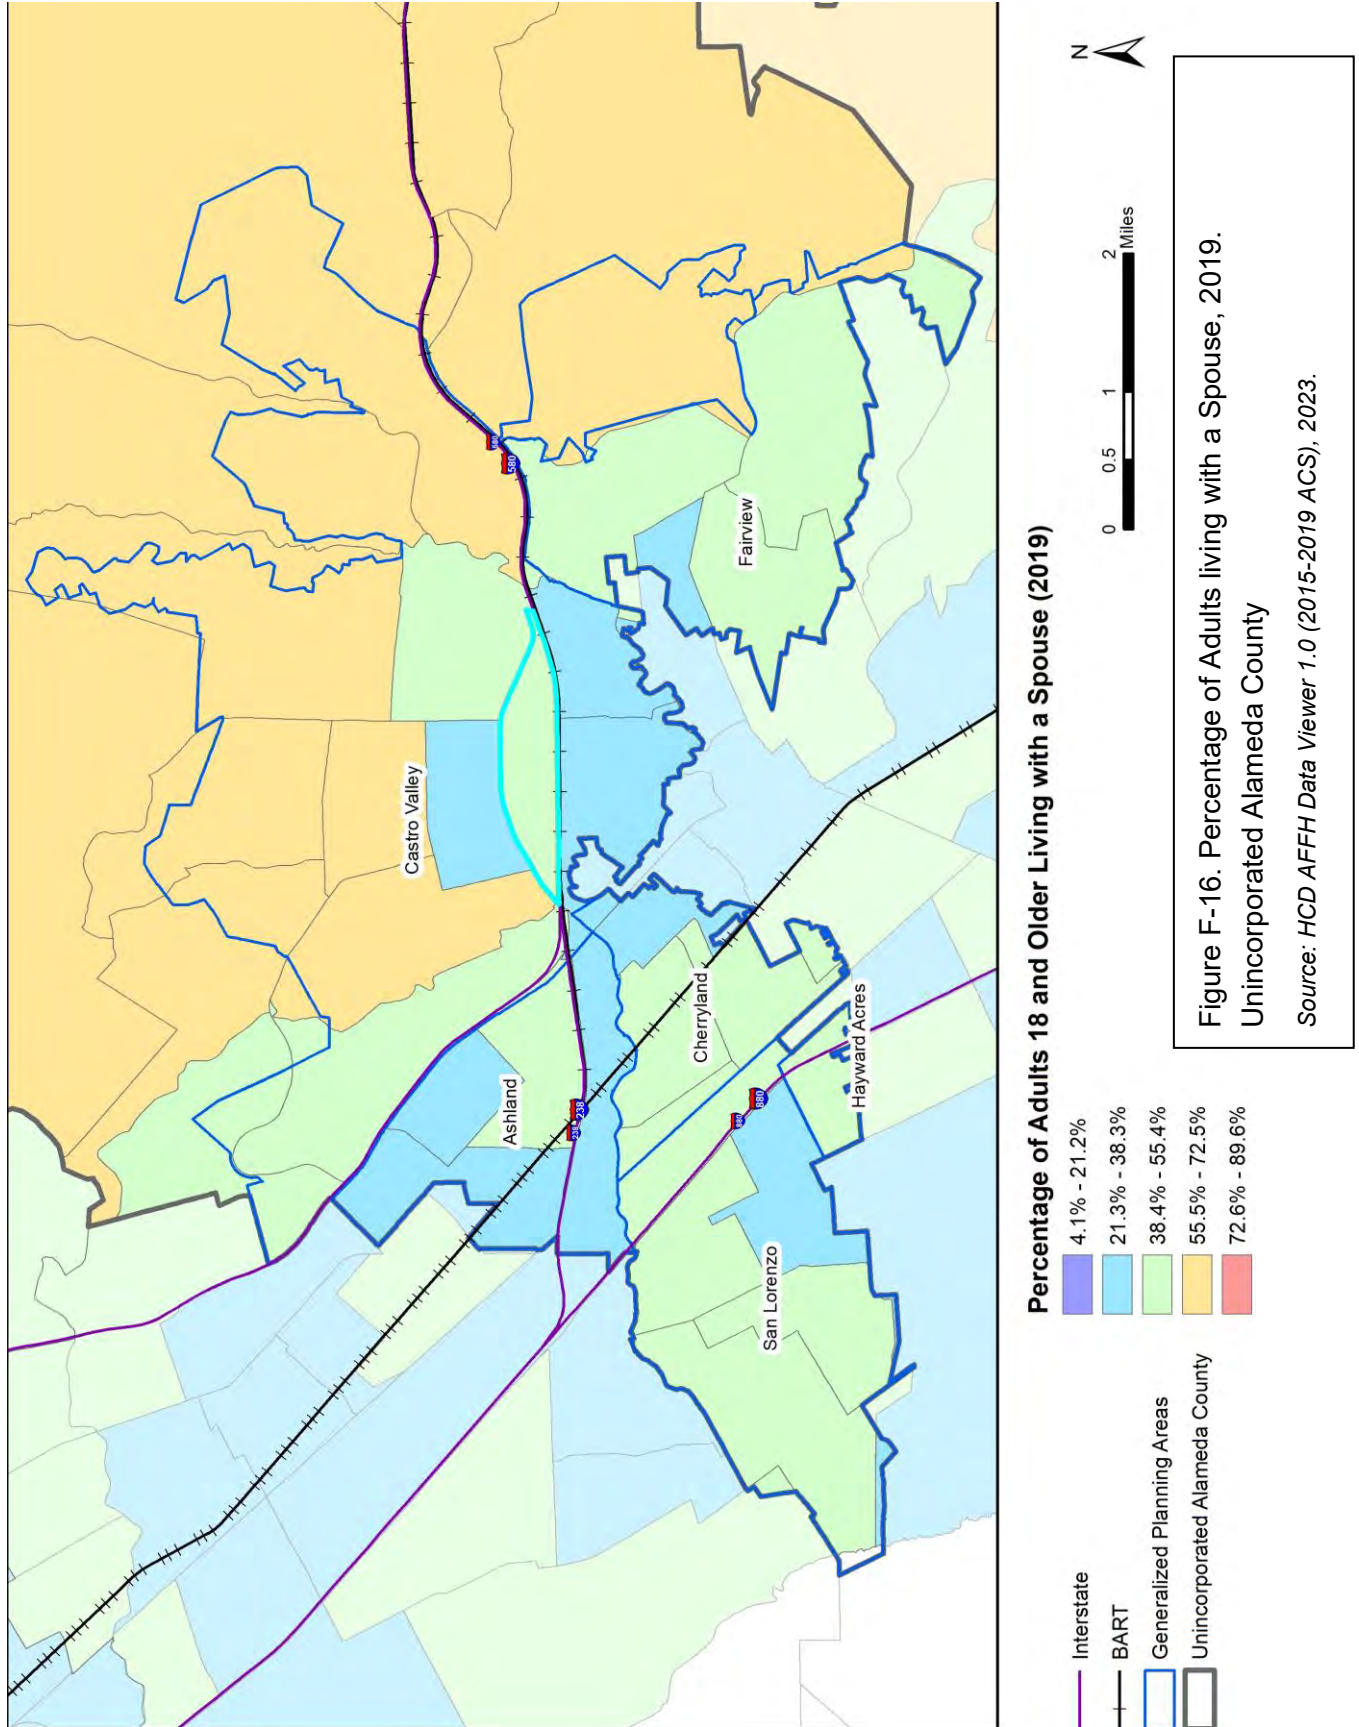 Castro Valley
Fairview
Ashland
Cherryland
Hayward Acres
San Lorenzo
580
580
238
238
880
880
N
0 0.5 1 2
Miles
Percentage of Adults 18 and Older Living with a Spouse (2019)
Interstate
BART
Generalized Planning Areas
Unincorporated Alameda County
4.1% - 21.2%
21.3% - 38.3%
38.4% - 55.4%
55.5% - 72.5%
72.6% - 89.6%
Figure F-16. Percentage of Adults living with a Spouse, 2019.
Unincorporated Alameda County
Source: HCD AFFH Data Viewer 1.0 (2015-2019 ACS), 2023.